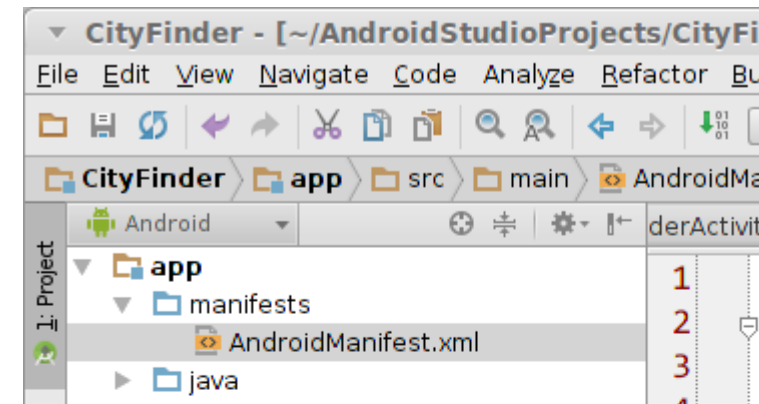 CityFinder - [~/AndroidStudioProjects/CityFi
File Edit View Navigate Code Analyze Refactor Bu
CityFinder app src main AndroidMa
Android derActivit
1: Project
app
manifests
AndroidManifest.xml
java
1
2
3